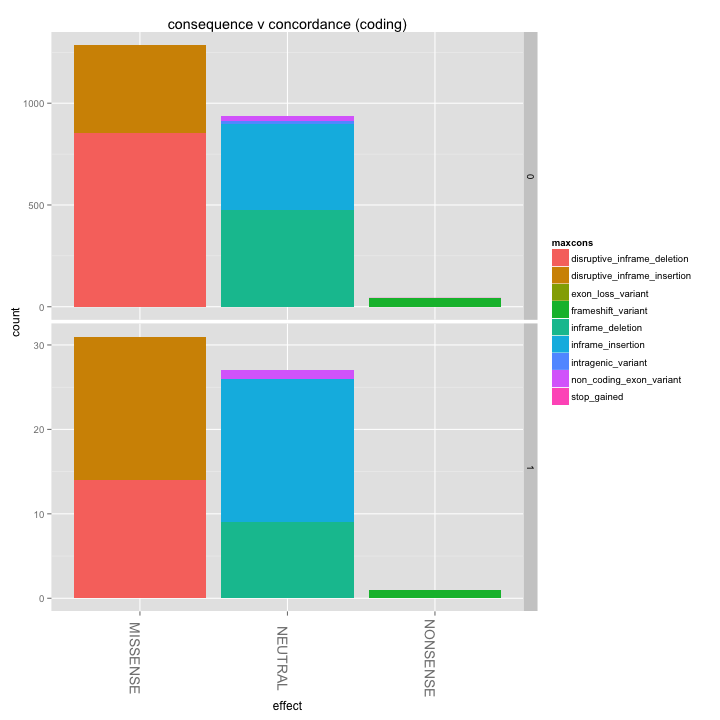 consequence v concordance (coding)
count
1000
500
0
0
30
20
10
0
1
MISSENSE
NEUTRAL
NONSENSE
effect
maxcons
disruptive_inframe_deletion
disruptive_inframe_insertion
exon_loss_variant
frameshift_variant
inframe_deletion
inframe_insertion
intragenic_variant
non_coding_exon_variant
stop_gained